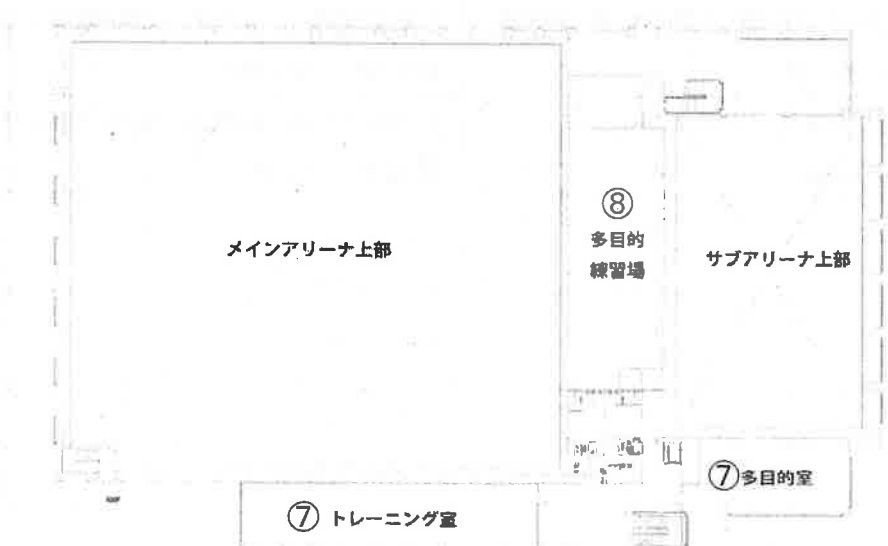 ⑧
多目的
練習場
メインアリーナ上部
サブアリーナ上部
⑦多目的室
⑦ トレーニング室